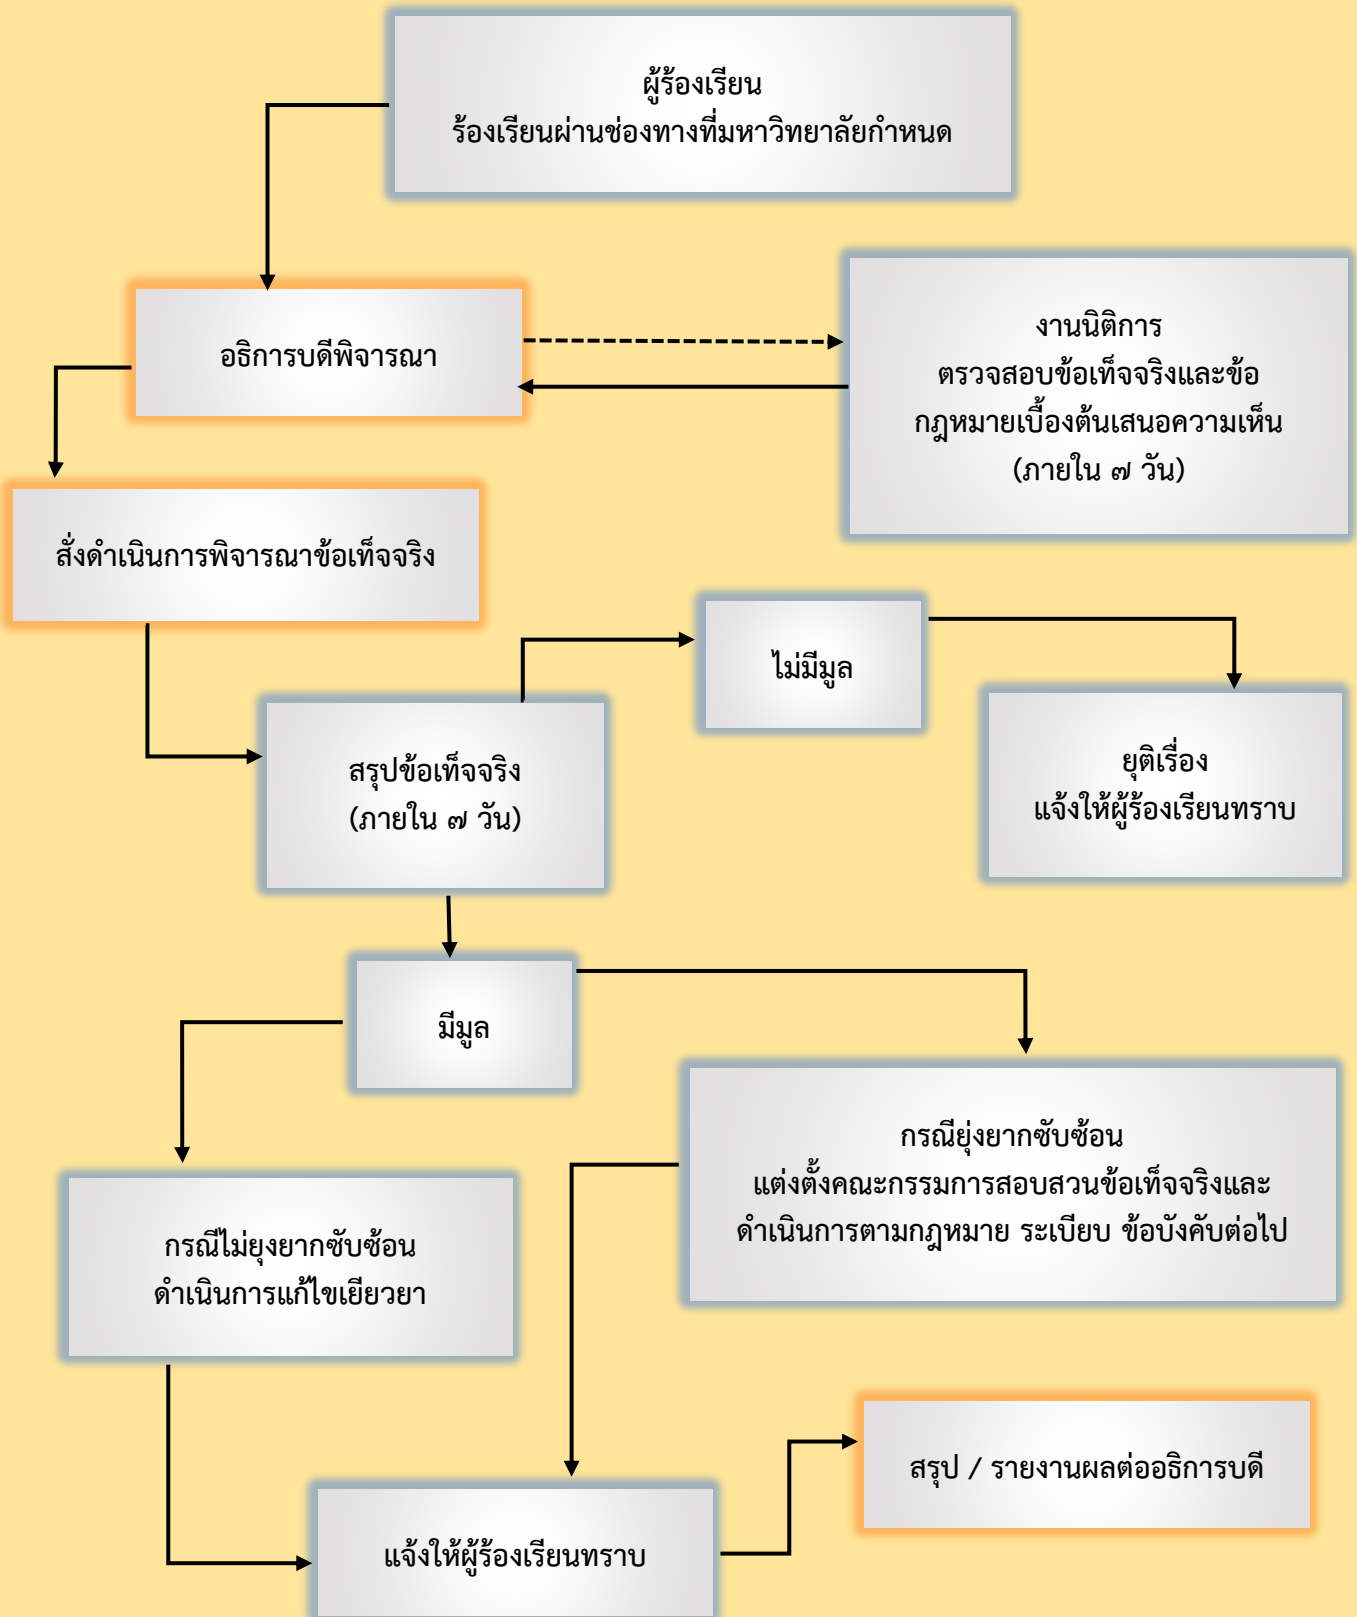 ผู้ร้องเรียน
ร้องเรียนผ่านช่องทางที่มหาวิทยาลัยกำหนด
อธิการบดีพิจารณา
งานนิติการ
ตรวจสอบข้อเท็จจริงและข้อ
กฎหมายเบื้องต้นเสนอความเห็น
(ภายใน ๗ วัน)
สั่งดำเนินการพิจารณาข้อเท็จจริง
ไม่มีมูล
สรุปข้อเท็จจริง
(ภายใน ๗ วัน)
ยุติเรื่อง
แจ้งให้ผู้ร้องเรียนทราบ
มีมูล
กรณียุ่งยากซับซ้อน
แต่งตั้งคณะกรรมการสอบสวนข้อเท็จจริงและ
ดำเนินการตามกฎหมาย ระเบียบ ข้อบังคับต่อไป
กรณีไม่ยุงยากซับซ้อน
ดำเนินการแก้ไขเยียวยา
สรุป / รายงานผลต่ออธิการบดี
แจ้งให้ผู้ร้องเรียนทราบ